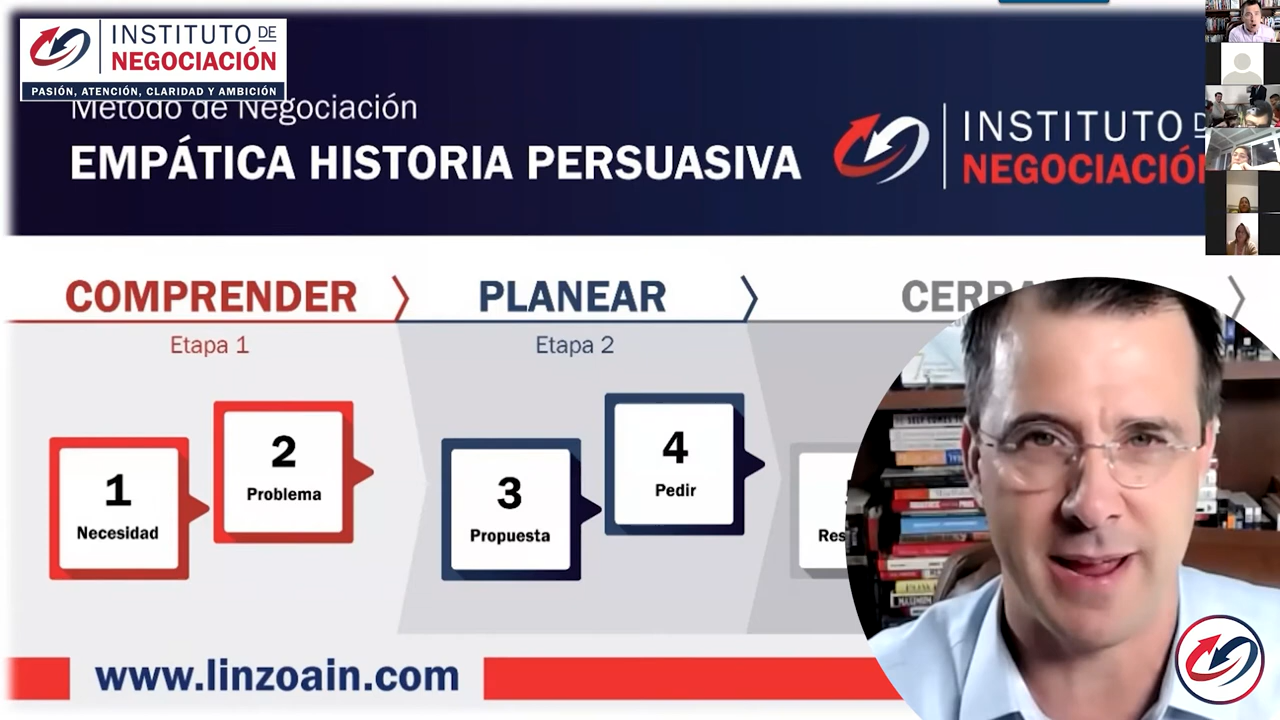 INSTITUTO DE
NEGOCIACIÓN
PASIÓN, ATENCIÓN, CLARIDAD Y AMBICIÓN
Método de Negociación
EMPÁTICA HISTORIA PERSUASIVA
INSTITUTO
NEGOCIACIÓN
COMPRENDER
PLANEAR
Etapa 1
Etapa 2
1
Necesidad
2
Problema
3
Propuesta
4
Pedir
www.linzoain.com